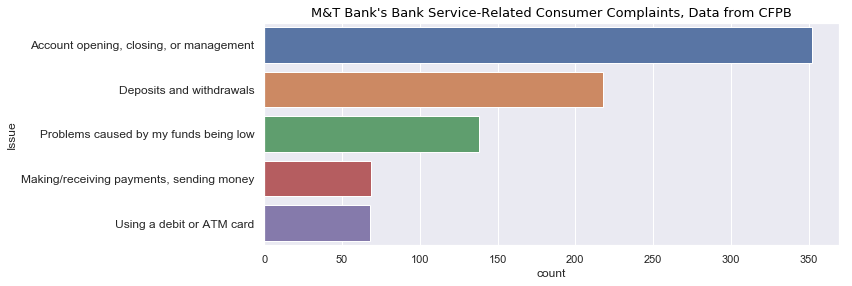 M&T Bank's Bank Service-Related Consumer Complaints, Data from CFPB
Issue
Account opening, closing, or management
Deposits and withdrawals
Problems caused by my funds being low
Making/receiving payments, sending money
Using a debit or ATM card
0 50 100 150 200 250 300 350
count